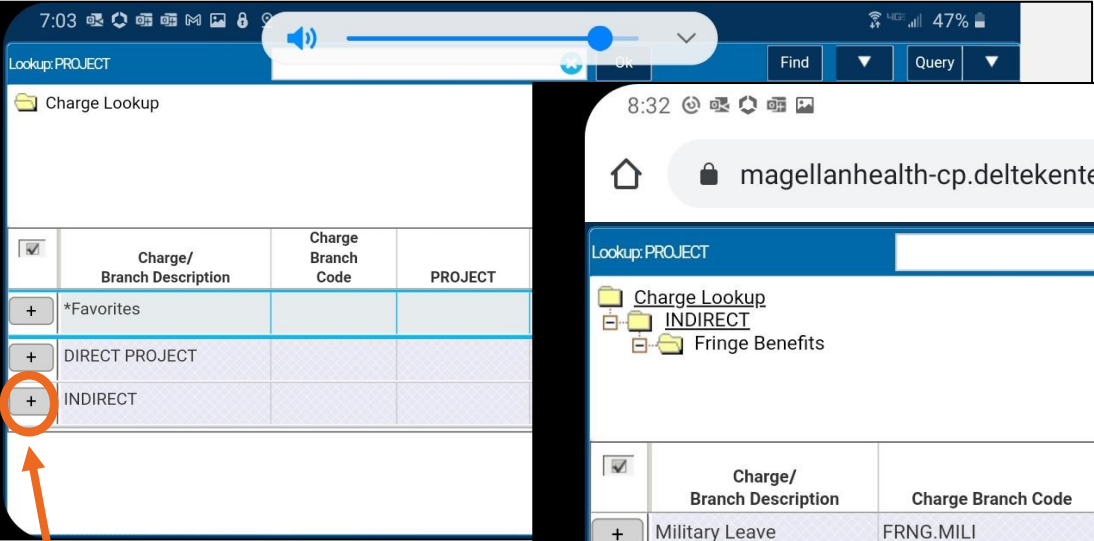 7:03
47%
Lookup: PROJECT
Ok
Find
Query
Charge Lookup
Charge/
Branch Description
Charge
Branch
Code
PROJECT
+ *Favorites
+ DIRECT PROJECT
+ INDIRECT
8:32
magellanhealth-cp.deltekente
Lookup: PROJECT
Charge Lookup
INDIRECT
Fringe Benefits
Charge/
Branch Description
Charge Branch Code
+ Military Leave FRNG.MILI